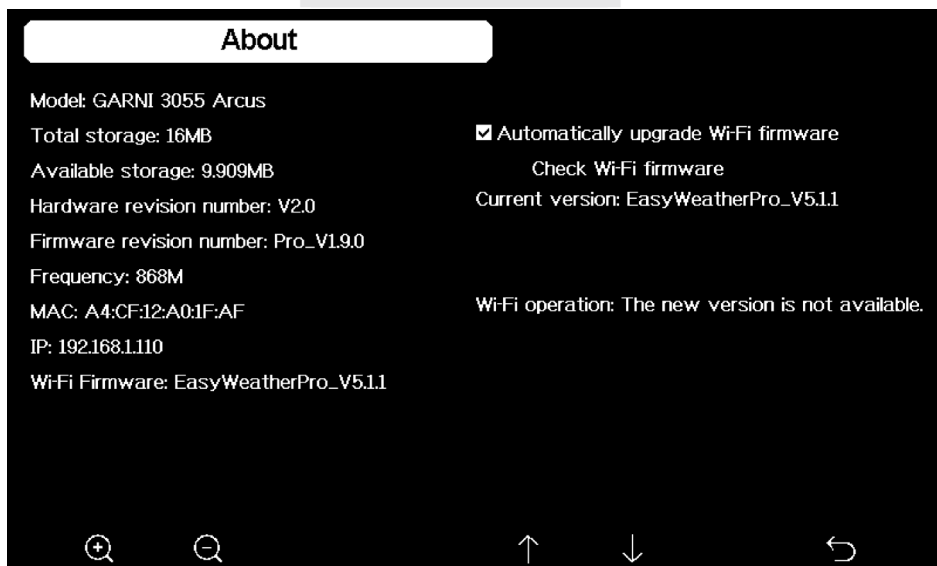 About
Model: GARNI 3055 Arcus
Total storage: 16MB
Available storage: 9.909MB
Hardware revision number: V2.0
Firmware revision number: Pro_V1.9.0
Frequency: 868M
MAC: A4:CF:12:A0:1F:AF
IP: 192.168.1.110
Wi-Fi Firmware: EasyWeatherPro_V5.1.1
Automatically upgrade Wi-Fi firmware
Check Wi-Fi firmware
Current version: EasyWeatherPro_V5.1.1
Wi-Fi operation: The new version is not available.